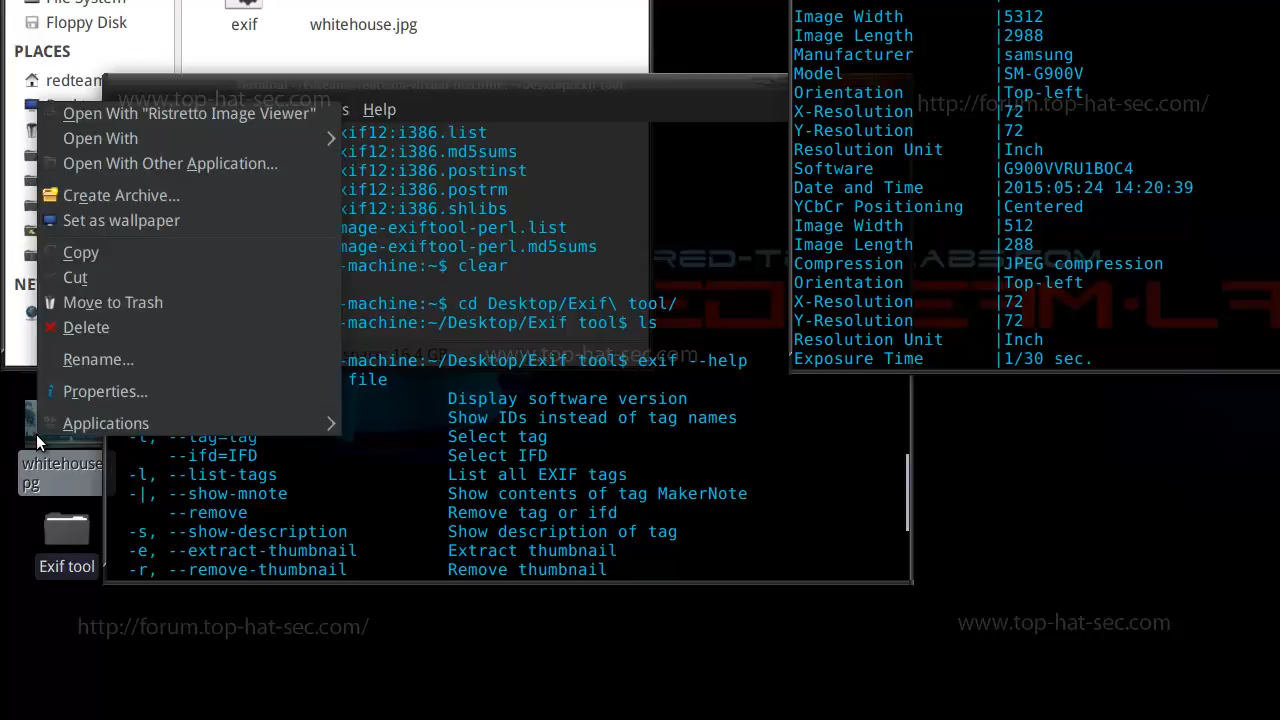 File System
Floppy Disk
PLACES
redteam
exif
whitehouse.jpg
www.top-hat-sec.com
Help
Open With "Ristretto Image Viewer"
Open With
Open With Other Application...
Create Archive...
Set as wallpaper
Copy
Cut
Move to Trash
Delete
Rename...
Properties...
Applications
whitehouse
pg
Exif tool
xif12:i386.list
xif12:i386.md5sums
xif12:i386.postinst
xif12:i386.postrm
xif12:i386.shlibs
mage-exiftool-perl.list
mage-exiftool-perl.md5sums
-machine:~$ clear
-machine:~$ cd Desktop/Exif\ tool/
-machine:~/Desktop/Exif tool$ ls
www.top-hat-sec.com
-machine:~/Desktop/Exif tool$ exif --help
file
Display software version
Show IDs instead of tag names
-t, --tag=tag Select tag
--ifd=IFD Select IFD
-l, --list-tags List all EXIF tags
-|, --show-mnote Show contents of tag MakerNote
--remove Remove tag or ifd
-s, --show-description Show description of tag
-e, --extract-thumbnail Extract thumbnail
-r, --remove-thumbnail Remove thumbnail
Image Width |5312
Image Length |2988
Manufacturer |samsung
Model |SM-G900V
Orientation |Top-left
http://forum.top-hat-sec.com/
X-Resolution |72
Y-Resolution |72
Resolution Unit |Inch
Software |G900VVRU1BOC4
Date and Time |2015:05:24 14:20:39
YCbCr Positioning |Centered
Image Width |512
Image Length |288
Compression |JPEG compression
Orientation |Top-left
X-Resolution |72
Y-Resolution |72
Resolution Unit |Inch
Exposure Time |1/30 sec.
http://forum.top-hat-sec.com/
www.top-hat-sec.com